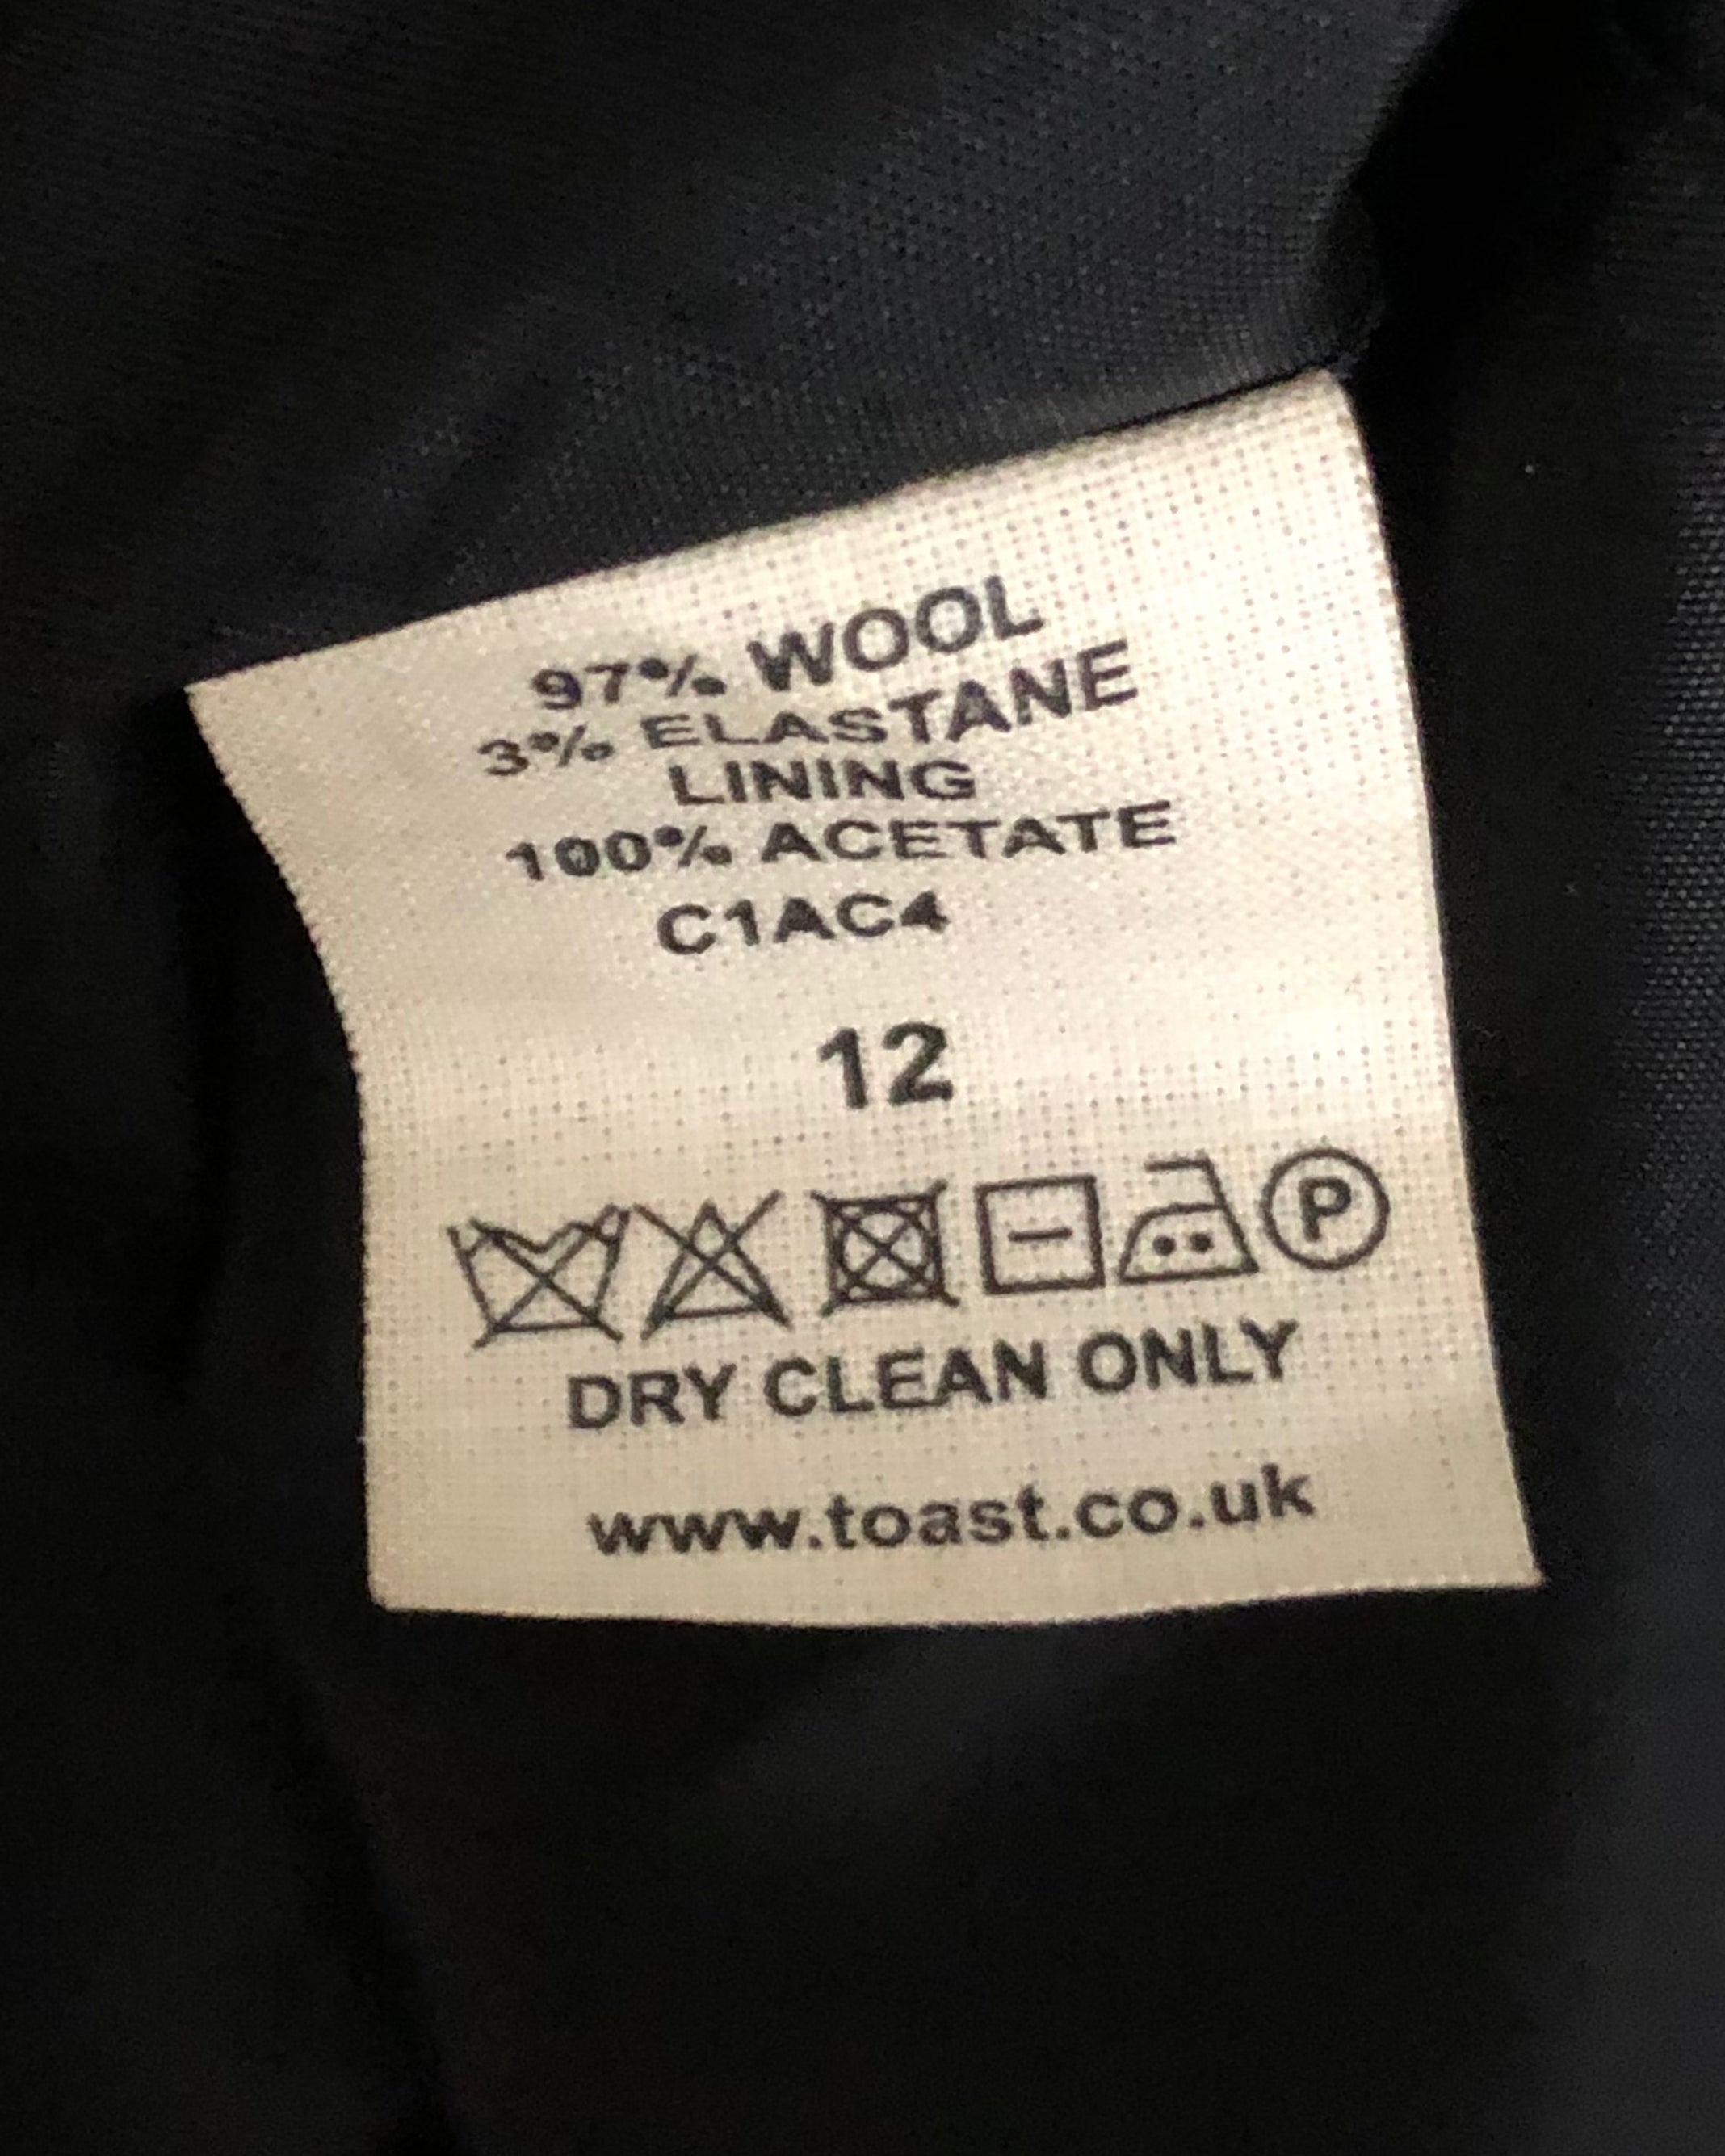 97% WOOL
3% ELASTANE
LINING
100% ACETATE
C1AC4
12
P
DRY CLEAN ONLY
www.toast.co.uk